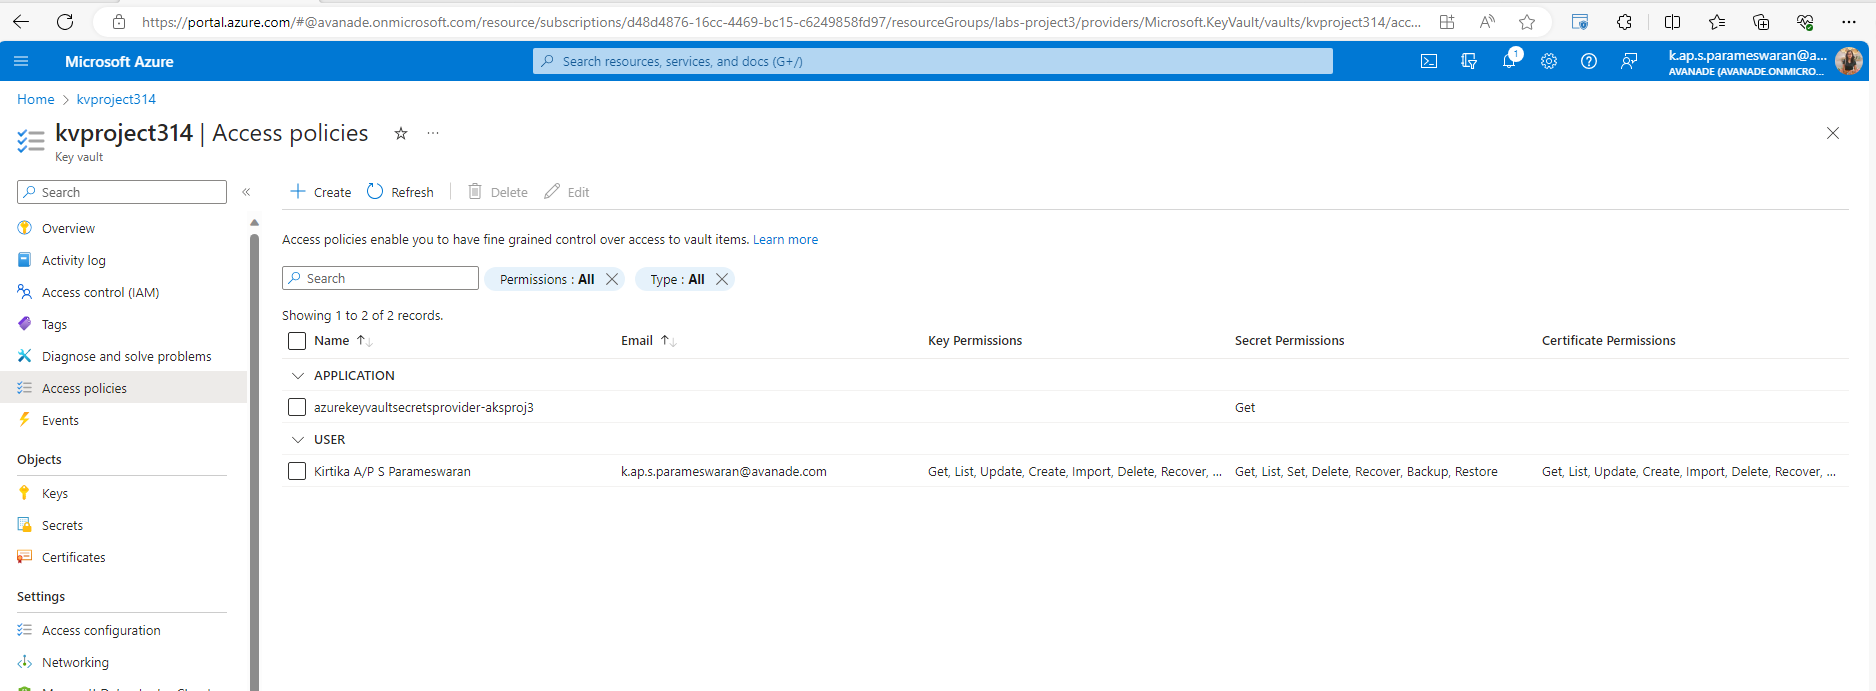 https://portal.azure.com/#@avanade.onmicrosoft.com/resource/subscriptions/d48d4876-16cc-4469-bc15-c6249858fd97/resourceGroups/labs-project3/providers/Microsoft.KeyVault/vaults/kvproject314/acc...
Microsoft Azure
Search resources, services, and docs (G+/)
1
k.ap.s.parameswaran@a...
AVANADE (AVANADE.ONMICRO...
Home > kvproject314
kvproject314 | Access policies
Key vault
Search
Create Refresh Delete Edit
Overview
Activity log
Access control (IAM)
Tags
Diagnose and solve problems
Access policies
Events
Objects
Keys
Secrets
Certificates
Settings
Access configuration
Networking
Access policies enable you to have fine grained control over access to vault items. Learn more
Search
Permissions : All
Type : All
Showing 1 to 2 of 2 records.
Name Email Key Permissions Secret Permissions Certificate Permissions
APPLICATION
azurekeyvaultsecretsprovider-aksproj3 Get
USER
Kirtika A/P S Parameswaran k.ap.s.parameswaran@avanade.com Get, List, Update, Create, Import, Delete, Recover, ... Get, List, Set, Delete, Recover, Backup, Restore Get, List, Update, Create, Import, Delete, Recover, ...